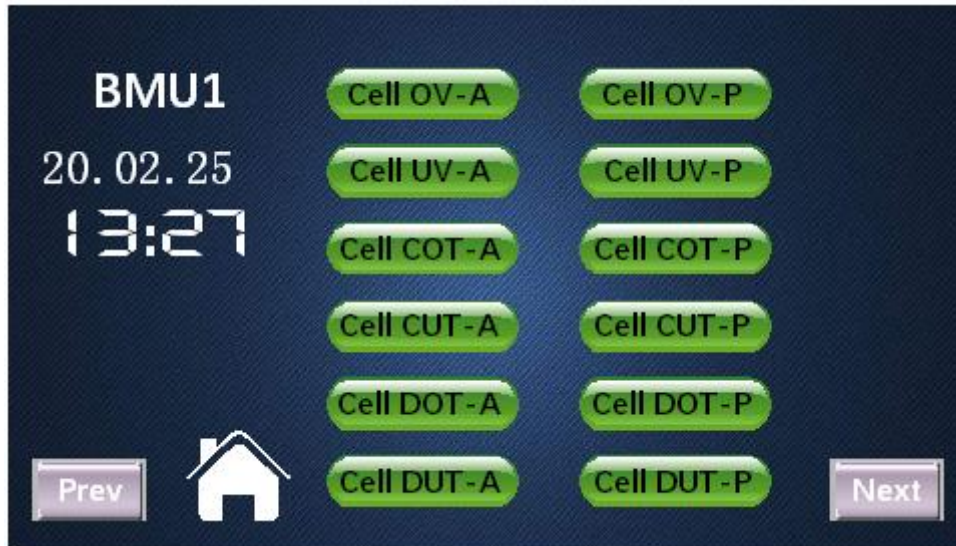 BMU1
20.02.25
13:27
Cell OV-A
Cell OV-P
Cell UV-A
Cell UV-P
Cell COT-A
Cell COT-P
Cell CUT-A
Cell CUT-P
Cell DOT-A
Cell DOT-P
Cell DUT-A
Cell DUT-P
Prev
Next